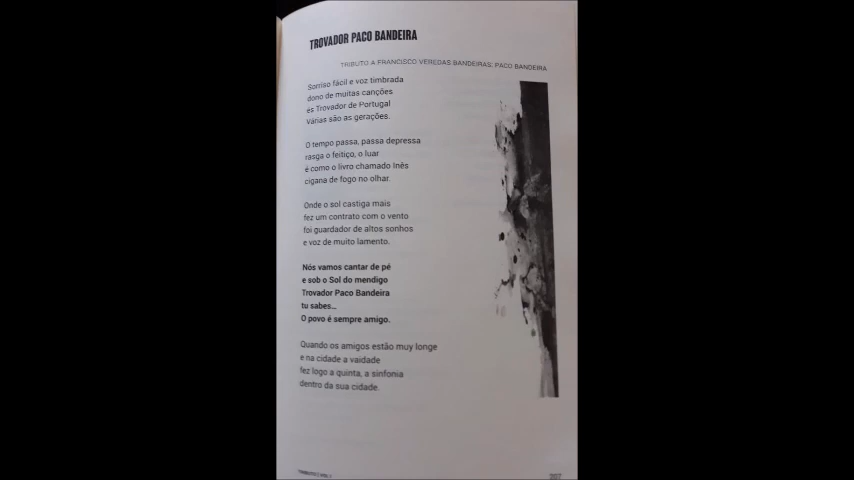 TROVADOR PACO BANDEIRA
TRIBUTO A FRANCISCO VEREDAS BANDEIRAS: PACO BANDEIRA
Sorriso fácil e voz timbrada
dono de muitas canções
és Trovador de Portugal
Várias são as gerações.
O tempo passa, passa depressa
rasga o feitiço, o luar
é como o livro chamado Inês
cigana de fogo no olhar.
Onde o sol castiga mais
fez um contrato com o vento
foi guardador de altos sonhos
e voz de muito lamento.
Nós vamos cantar de pé
e sob o Sol do mendigo
Trovador Paco Bandeira
tu sabes...
O povo é sempre amigo.
Quando os amigos estão muy longe
e na cidade a vaidade
fez logo a quinta, a sinfonia
dentro da sua cidade.